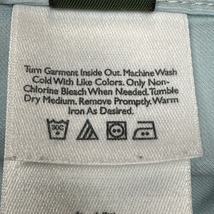 Turn Garment Inside Out. Machine Wash
Cold With Like Colors. Only Non-
Chlorine Bleach When Needed. Tumble
Dry Medium. Remove Promptly. Warm
Iron As Desired.
30C